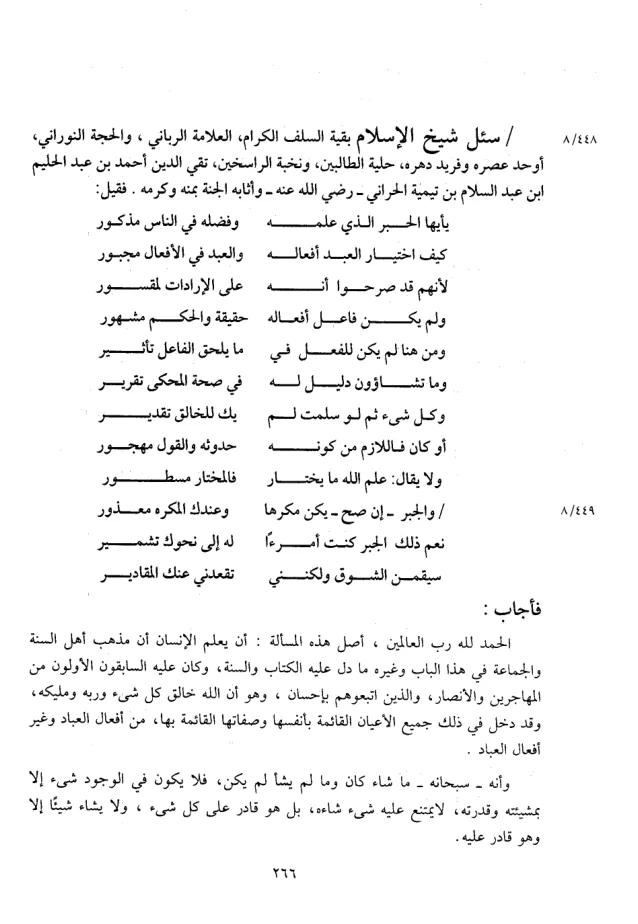 ٨/٤٤٨ / سئل شيخ الإسلام بقية السلف الكرام، العلامة الرباني ، والحجة النوراني،
أوحد عصره وفريد دهره، حلية الطالبين، ونخبة الراسخين، تقي الدين أحمد بن عبد الحليم
ابن عبد السلام بن تيمية الحراني ـ رضي الله عنه ـ وأثابه الجنة بمنه وكرمه . فقيل:
يأيها الحبر الذي علمه وفضله في الناس مذكور
كيف اختيار العبد أفعاله والعبد في الأفعال مجبور
لأنهم قد صرحوا أنه على الإرادات لمقسور
ولم يكن فاعل أفعاله حقيقة والحكم مشهور
ومن هنا لم يكن للفعل في ما يلحق الفاعل تأثير
وما تشاؤون دليل له في صحة المحكى تقرير
وكل شىء ثم لو سلمت لم يك للخالق تقدير
أو كان فاللازم من كونه حدوثه والقول مهجور
ولا يقال: علم الله ما يختار فالمختار مسطور
٨/٤٤٩ / والجبر ـ إن صح ـ يكن مكرها وعندك المكره معذور
نعم ذلك الجبر كنت أمرءًا له إلى نحوك تشمير
سيقمن الشوق ولكنني تقعدني عنك المقادير
فأجاب :
الحمد لله رب العالمين ، أصل هذه المسألة : أن يعلم الإنسان أن مذهب أهل السنة
والجماعة في هذا الباب وغيره ما دل عليه الكتاب والسنة، وكان عليه السابقون الأولون من
المهاجرين والأنصار، والذين اتبعوهم بإحسان ، وهو أن الله خالق كل شىء وربه ومليكه،
وقد دخل في ذلك جميع الأعيان القائمة بأنفسها وصفاتها القائمة بها، من أفعال العباد وغير
أفعال العباد .
وأنه ـ سبحانه ـ ما شاء كان وما لم يشأ لم يكن، فلا يكون في الوجود شىء إلا
بمشيئته وقدرته، لايمتنع عليه شىء شاءه، بل هو قادر على كل شىء ، ولا يشاء شيئًا إلا
وهو قادر عليه.
٢٦٦